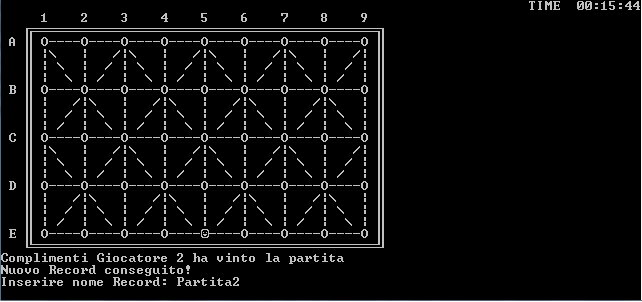 TIME 00:15:44
1 2 3 4 5 6 7 8 9
A O----O----O----O----O----O----O----O----O
B O----O----O----O----O----O----O----O----O
C O----O----O----O----O----O----O----O----O
D O----O----O----O----O----O----O----O----O
E O----O----O----O----☺----O----O----O----O
Complimenti Giocatore 2 ha vinto la partita
Nuovo Record conseguito!
Inserire nome Record: Partita2